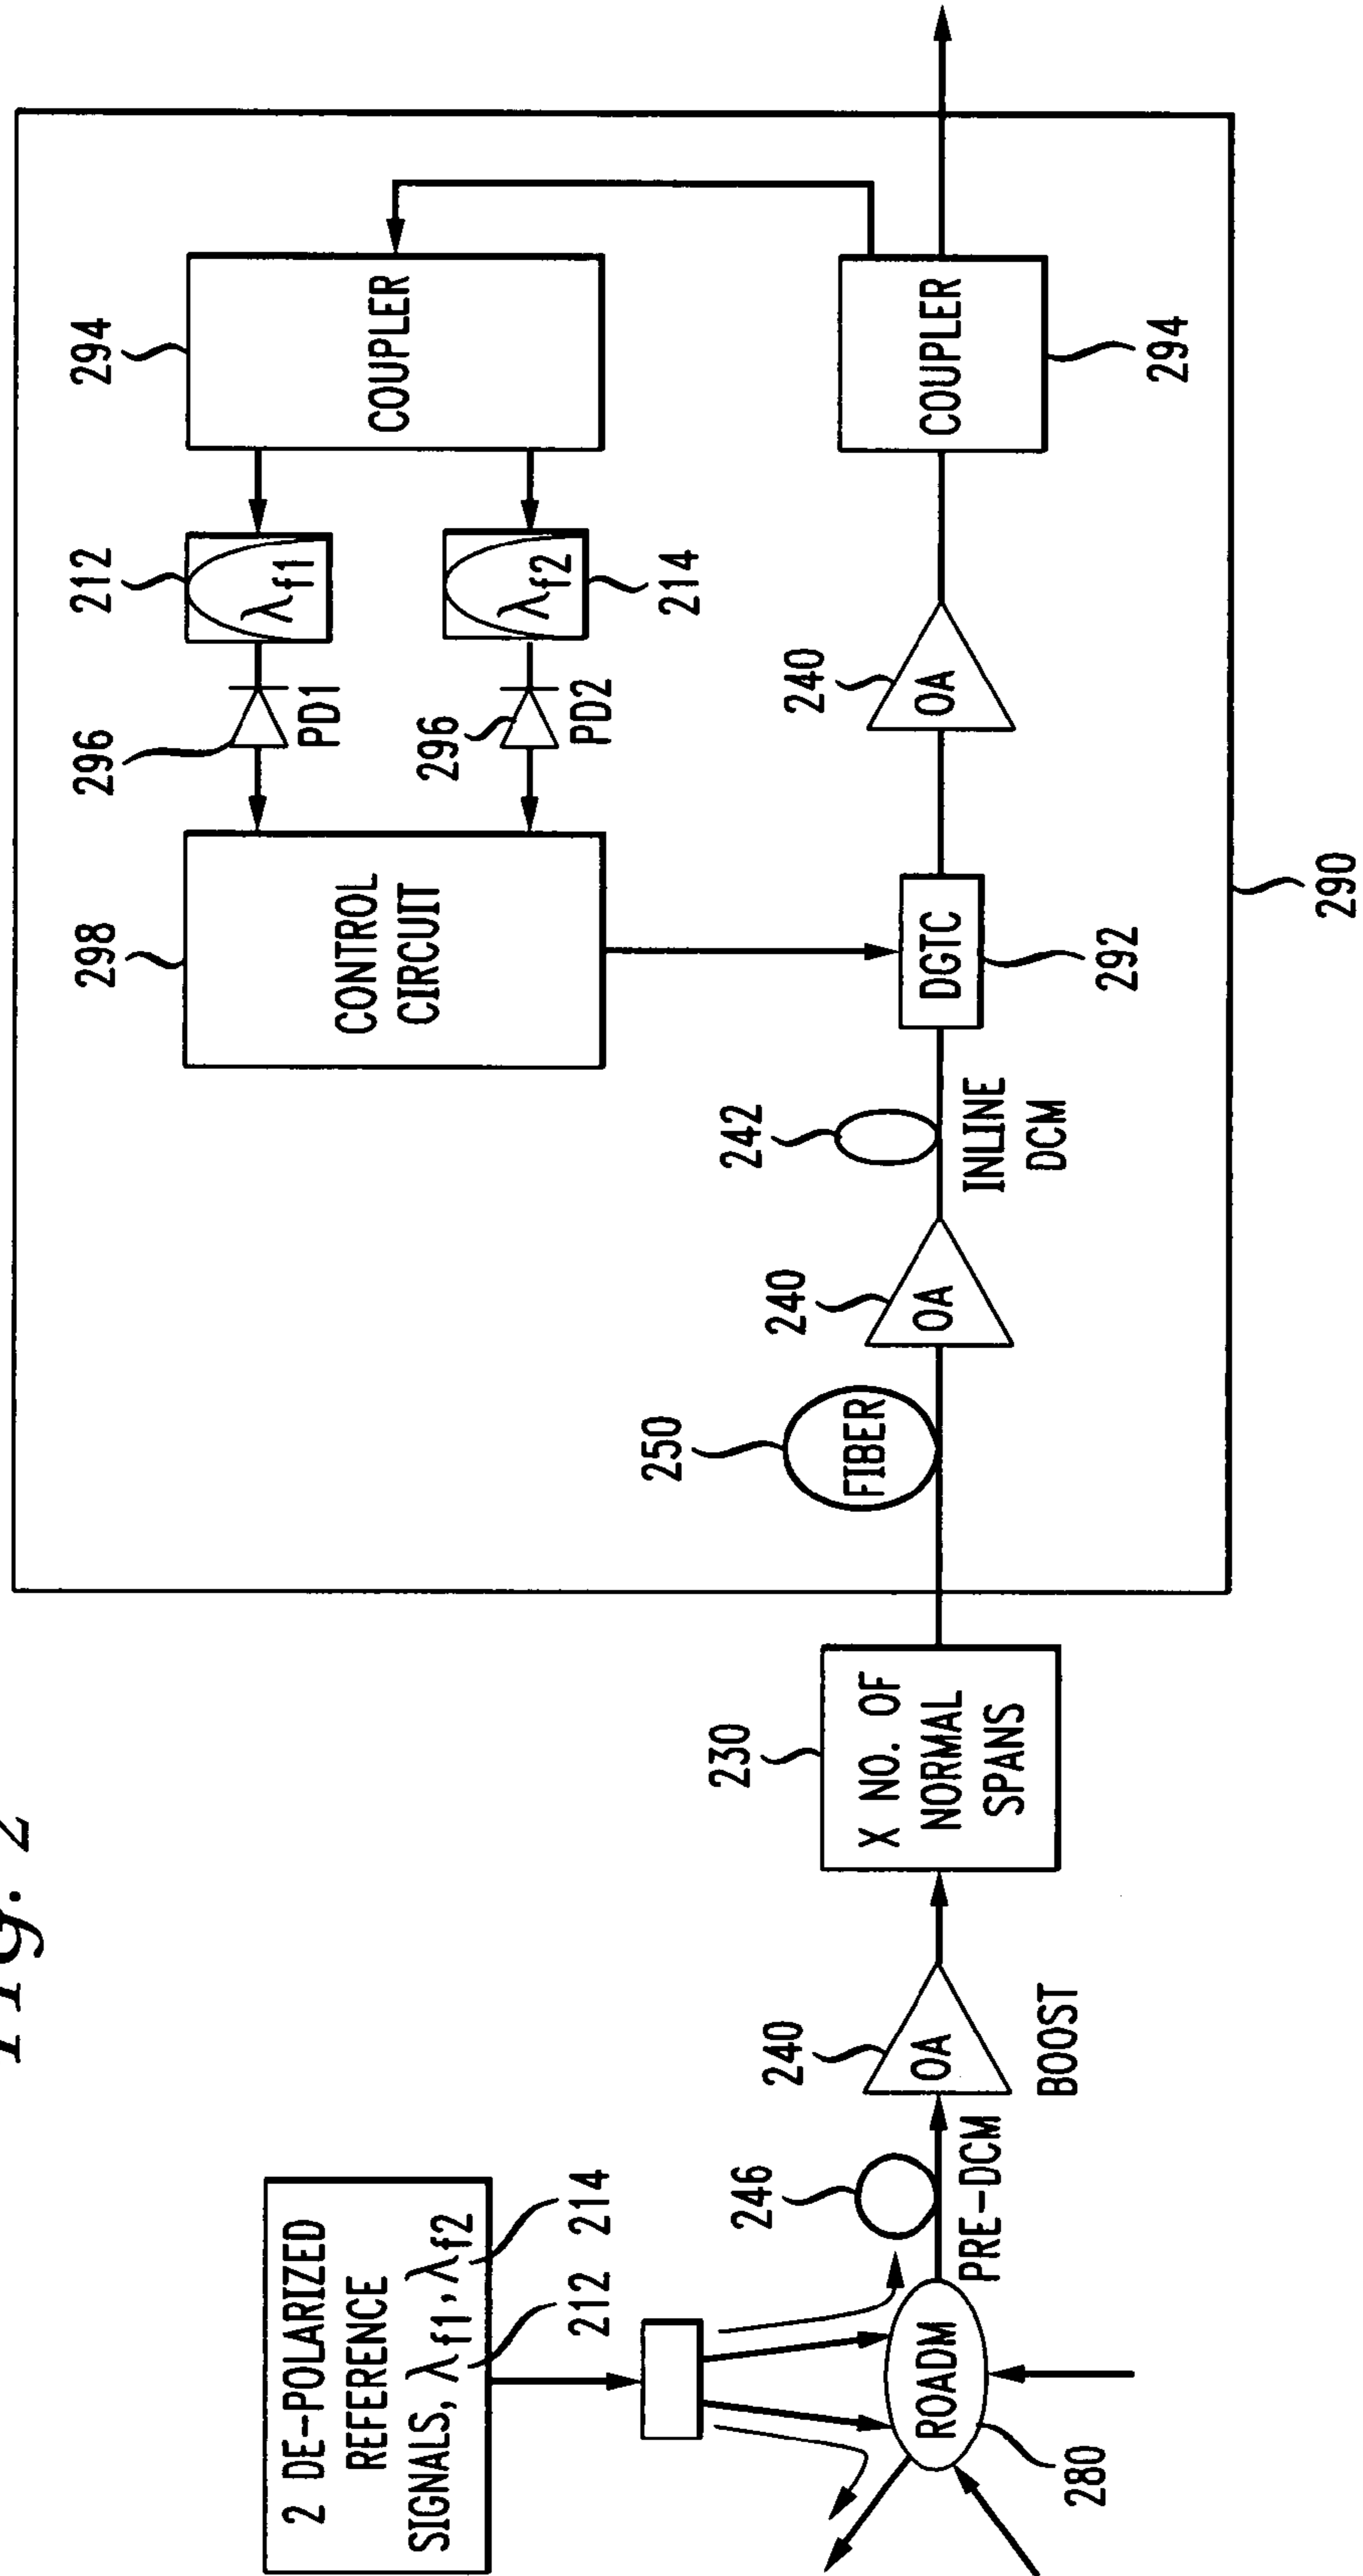 Fig. 2
2 DE-POLARIZED
REFERENCE
SIGNALS, λf1, λf2
212
214
ROADM
280
246
PRE-DCM
240
OA
BOOST
230
X NO. OF
NORMAL
SPANS
250
FIBER
240
OA
242
INLINE
DCM
298
CONTROL
CIRCUIT
DGTC
292
296
PD1
296
PD2
212
λf1
λf2
214
240
OA
294
COUPLER
COUPLER
294
290